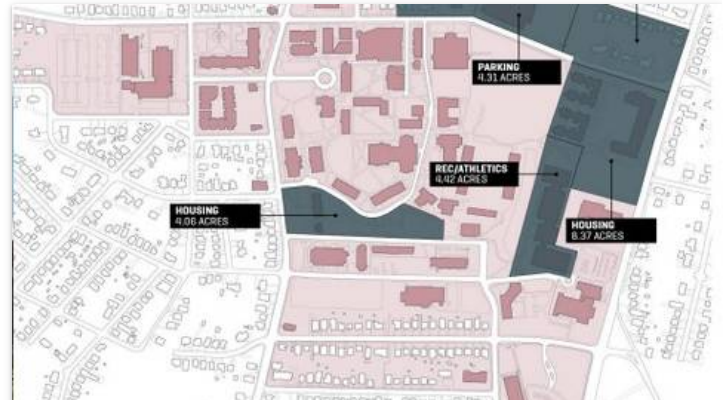 PARKING
4.31 ACRES
REC/ATHLETICS
4.42 ACRES
HOUSING
4.06 ACRES
HOUSING
8.37 ACRES